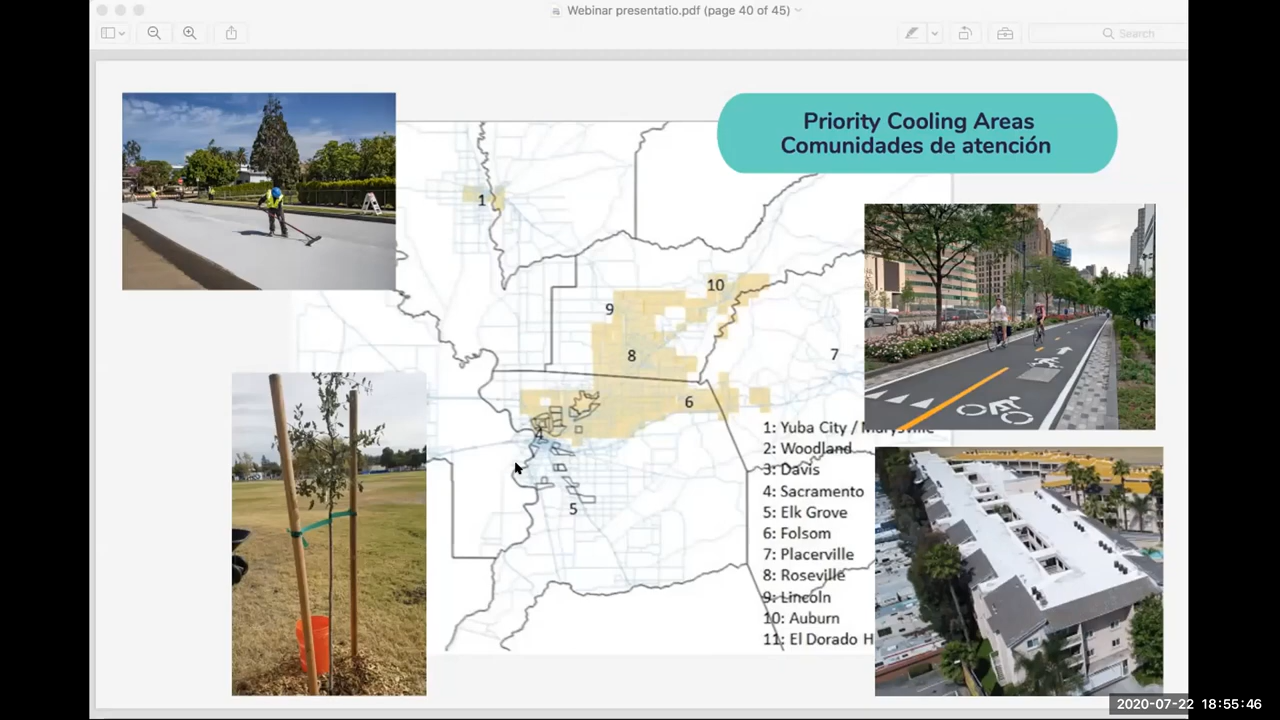 Webinar presentatio.pdf (page 40 of 45)
Search
Priority Cooling Areas
Comunidades de atención
1
10
9
8
7
6
4
5
1: Yuba City / Marysville
2: Woodland
3: Davis
4: Sacramento
5: Elk Grove
6: Folsom
7: Placerville
8: Roseville
9: Lincoln
10: Auburn
11: El Dorado H
2020-07-22 18:55:46